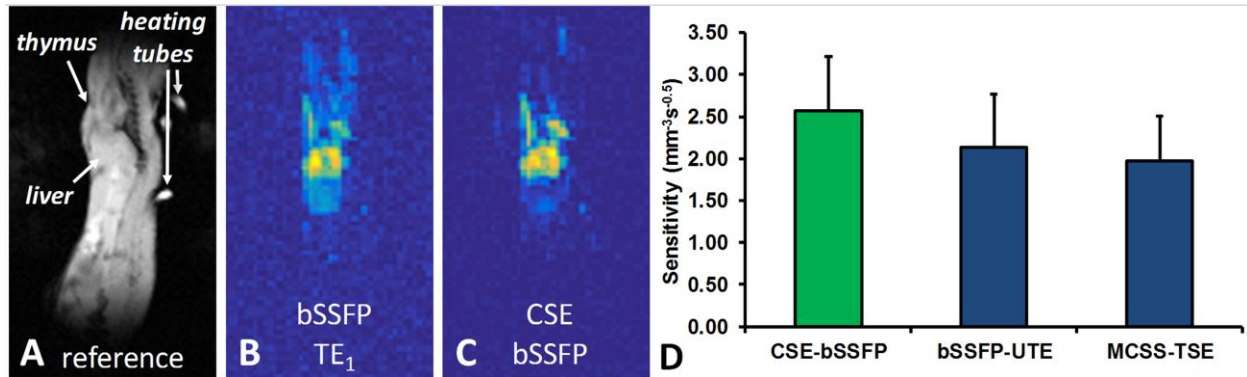 thymus
heating
tubes
liver
A reference
bSSFP
TE₁
B
CSE
bSSFP
C
Sensitivity (mm⁻³s⁻⁰·⁵)
3.50
3.00
2.50
2.00
1.50
1.00
0.50
0.00
CSE-bSSFP bSSFP-UTE MCSS-TSE
D